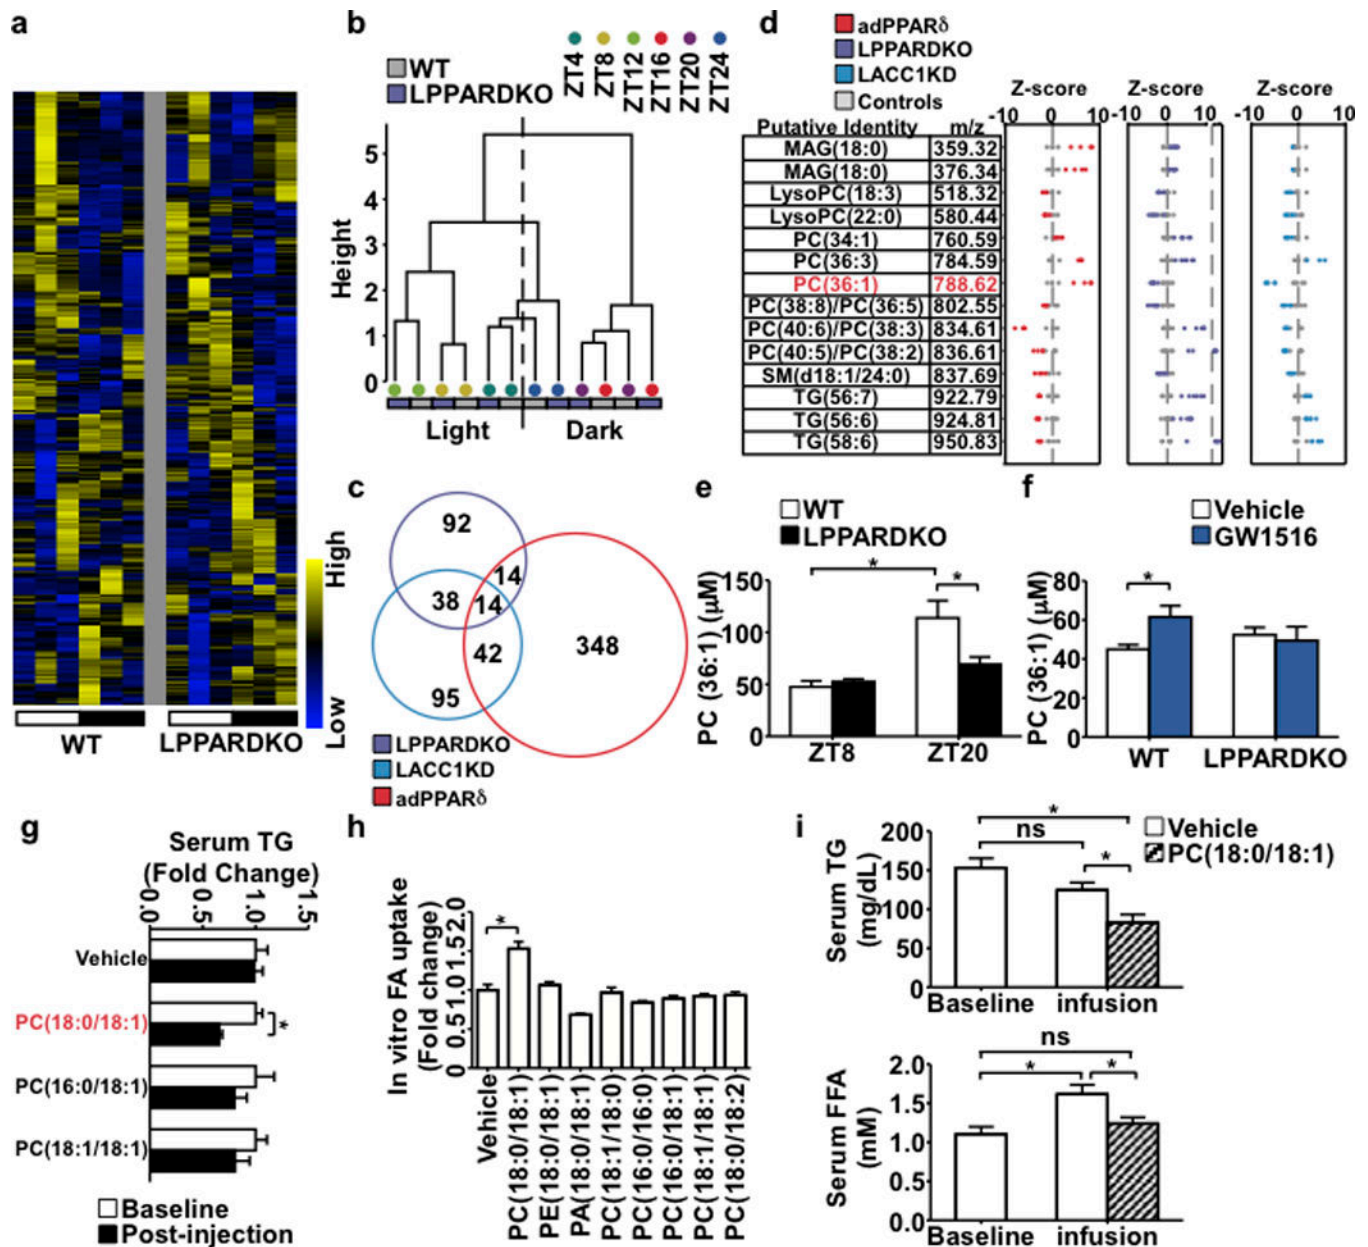 a
High
Low
WT
LPPARDKO
b
WT
LPPARDKO
ZT4
ZT8
ZT12
ZT16
ZT20
ZT24
Height
5
4
3
2
1
0
Light
Dark
c
92
14
38
14
42
348
95
LPPARDKO
LACC1KD
adPPARδ
d
adPPARδ
LPPARDKO
LACC1KD
Controls
Z-score
Z-score
Z-score
-10 0 10
-10 0 10
-10 0 10
Putative Identity m/z
MAG(18:0) 359.32
MAG(18:0) 376.34
LysoPC(18:3) 518.32
LysoPC(22:0) 580.44
PC(34:1) 760.59
PC(36:3) 784.59
PC(36:1) 788.62
PC(38:8)/PC(36:5) 802.55
PC(40:6)/PC(38:3) 834.61
PC(40:5)/PC(38:2) 836.61
SM(d18:1/24:0) 837.69
TG(56:7) 922.79
TG(56:6) 924.81
TG(58:6) 950.83
e
WT
LPPARDKO
PC (36:1) (μM)
150
100
50
0
*
*
ZT8
ZT20
f
Vehicle
GW1516
PC (36:1) (μM)
80
60
40
20
0
*
WT
LPPARDKO
g
Serum TG
(Fold Change)
0.0
0.5
1.0
1.5
Vehicle
PC(18:0/18:1)
*
PC(16:0/18:1)
PC(18:1/18:1)
Baseline
Post-injection
h
In vitro FA uptake
(Fold change)
2.0
1.5
1.0
0.5
0
*
Vehicle
PC(18:0/18:1)
PE(18:0/18:1)
PA(18:0/18:1)
PC(18:1/18:0)
PC(16:0/16:0)
PC(16:0/18:1)
PC(18:1/18:1)
PC(18:0/18:2)
i
Vehicle
PC(18:0/18:1)
Serum TG
(mg/dL)
200
150
100
50
0
*
ns
*
Baseline
infusion
Serum FFA
(mM)
2.0
1.5
1.0
0.5
0.0
ns
*
*
Baseline
infusion